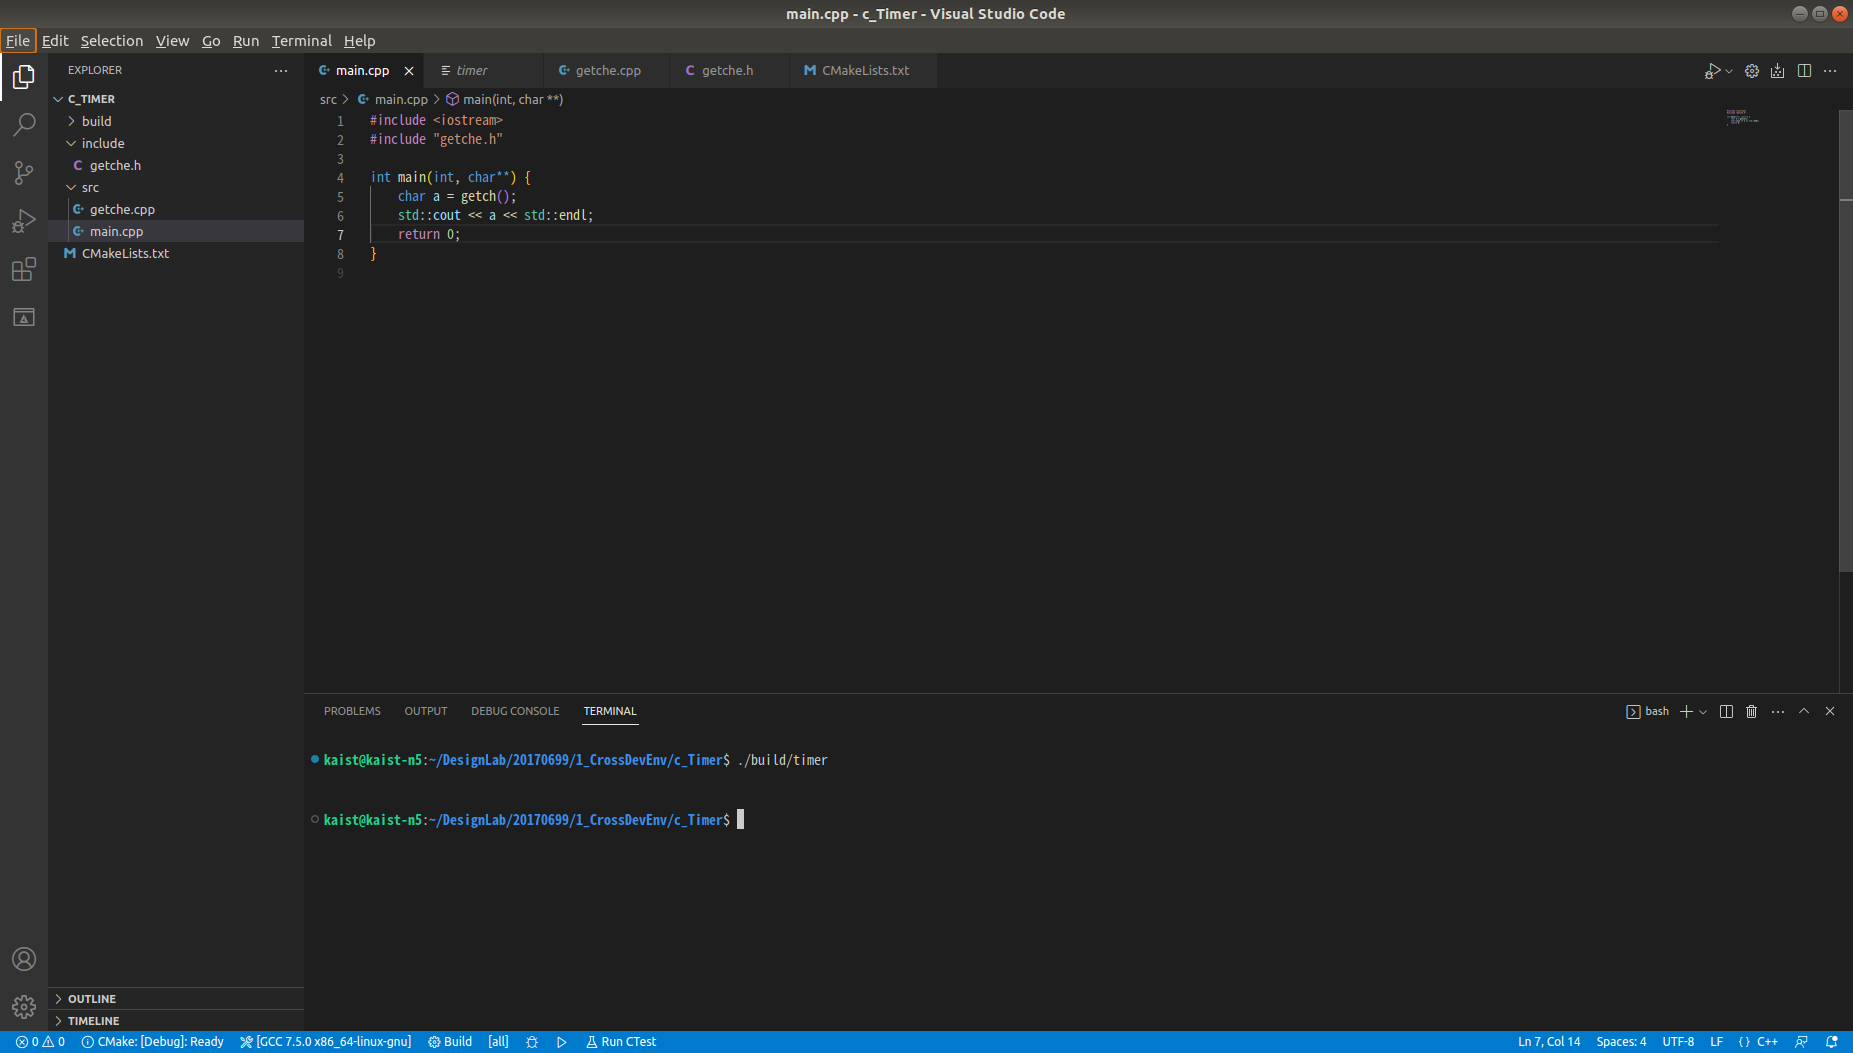 main.cpp - c_Timer - Visual Studio Code
File Edit Selection View Go Run Terminal Help
EXPLORER
C_TIMER
build
include
getche.h
src
getche.cpp
main.cpp
CMakeLists.txt
OUTLINE
TIMELINE
main.cpp timer getche.cpp getche.h CMakeLists.txt
src > main.cpp > main(int, char **)
1 #include <iostream>
2 #include "getche.h"
3
4 int main(int, char**) {
5 char a = getch();
6 std::cout << a << std::endl;
7 return 0;
8 }
9
PROBLEMS OUTPUT DEBUG CONSOLE TERMINAL
bash
kaist@kaist-n5:~/DesignLab/20170699/1_CrossDevEnv/c_Timer$ ./build/timer
kaist@kaist-n5:~/DesignLab/20170699/1_CrossDevEnv/c_Timer$
0 0 CMake: [Debug]: Ready [GCC 7.5.0 x86_64-linux-gnu] Build [all] Run CTest Ln 7, Col 14 Spaces: 4 UTF-8 LF {} C++